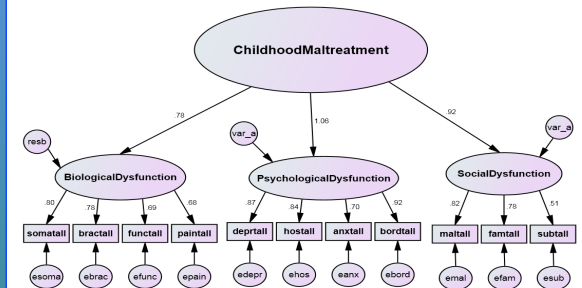 ChildhoodMaltreatment
.78
1.06
.92
resb
var_a
var_a
BiologicalDysfunction
PsychologicalDysfunction
SocialDysfunction
.80
.78
.69
.68
.87
.84
.70
.92
.82
.78
.51
somatall
bractall
functall
paintall
deprtall
hostall
anxtall
bordtall
maltall
famtall
subtall
esoma
ebrac
efunc
epain
edepr
ehos
eanx
ebord
emal
efam
esub